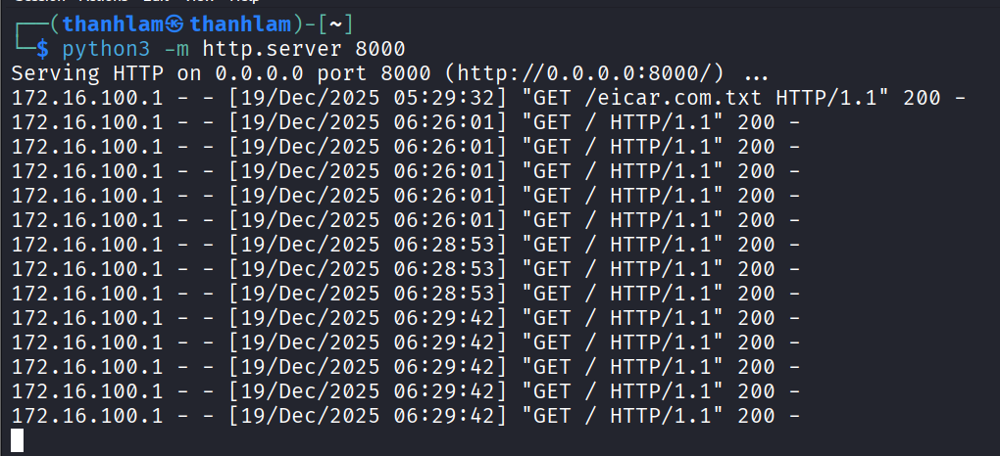 ┌──(thanhlam㉿thanhlam)-[~]
└─$ python3 -m http.server 8000
Serving HTTP on 0.0.0.0 port 8000 (http://0.0.0.0:8000/) ...
172.16.100.1 - - [19/Dec/2025 05:29:32] "GET /eicar.com.txt HTTP/1.1" 200 -
172.16.100.1 - - [19/Dec/2025 06:26:01] "GET / HTTP/1.1" 200 -
172.16.100.1 - - [19/Dec/2025 06:26:01] "GET / HTTP/1.1" 200 -
172.16.100.1 - - [19/Dec/2025 06:26:01] "GET / HTTP/1.1" 200 -
172.16.100.1 - - [19/Dec/2025 06:26:01] "GET / HTTP/1.1" 200 -
172.16.100.1 - - [19/Dec/2025 06:26:01] "GET / HTTP/1.1" 200 -
172.16.100.1 - - [19/Dec/2025 06:28:53] "GET / HTTP/1.1" 200 -
172.16.100.1 - - [19/Dec/2025 06:28:53] "GET / HTTP/1.1" 200 -
172.16.100.1 - - [19/Dec/2025 06:28:53] "GET / HTTP/1.1" 200 -
172.16.100.1 - - [19/Dec/2025 06:29:42] "GET / HTTP/1.1" 200 -
172.16.100.1 - - [19/Dec/2025 06:29:42] "GET / HTTP/1.1" 200 -
172.16.100.1 - - [19/Dec/2025 06:29:42] "GET / HTTP/1.1" 200 -
172.16.100.1 - - [19/Dec/2025 06:29:42] "GET / HTTP/1.1" 200 -
172.16.100.1 - - [19/Dec/2025 06:29:42] "GET / HTTP/1.1" 200 -